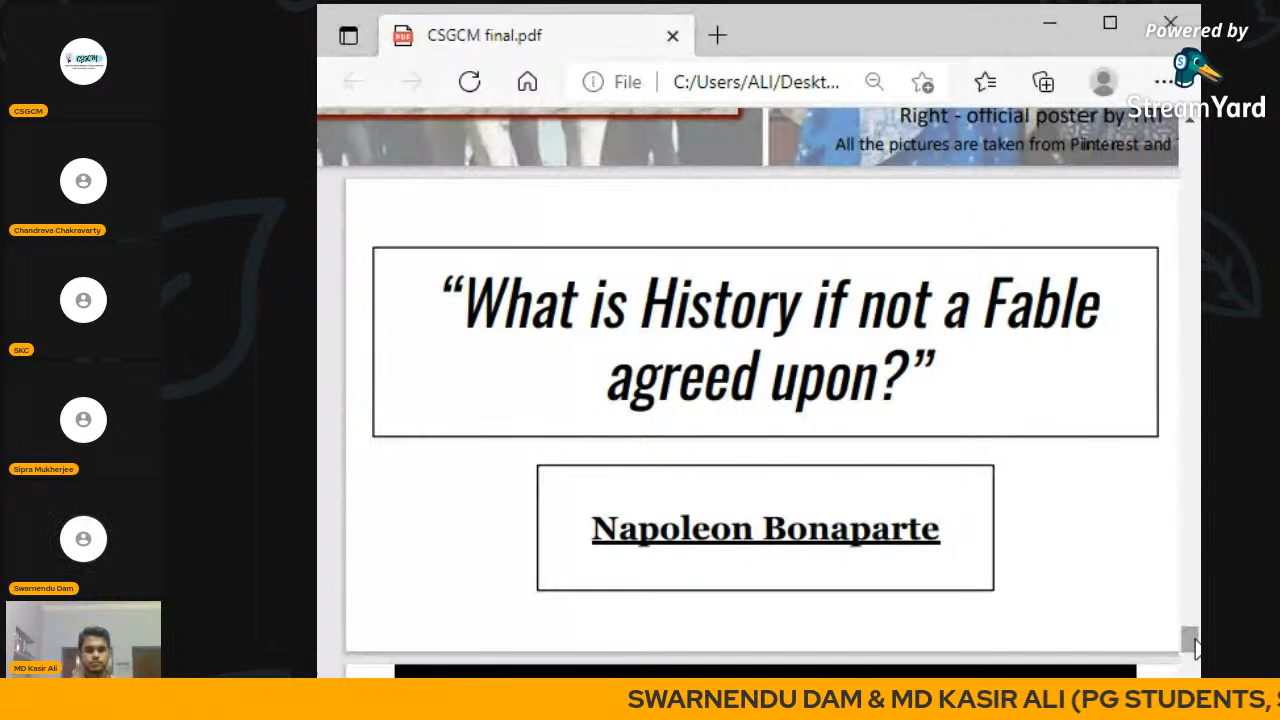 CSGCM final.pdf
Powered by
StreamYard
File
C:/Users/ALI/Deskt...
CSGCM
CSGCM
Right - official poster by
All the pictures are taken from Pinterest and
Chandrava Chakravarty
“What is History if not a Fable
agreed upon?”
SKC
Sipra Mukherjee
Napoleon Bonaparte
Swarnendu Dam
MD Kasir Ali
SWARNENDU DAM & MD KASIR ALI (PG STUDENTS,